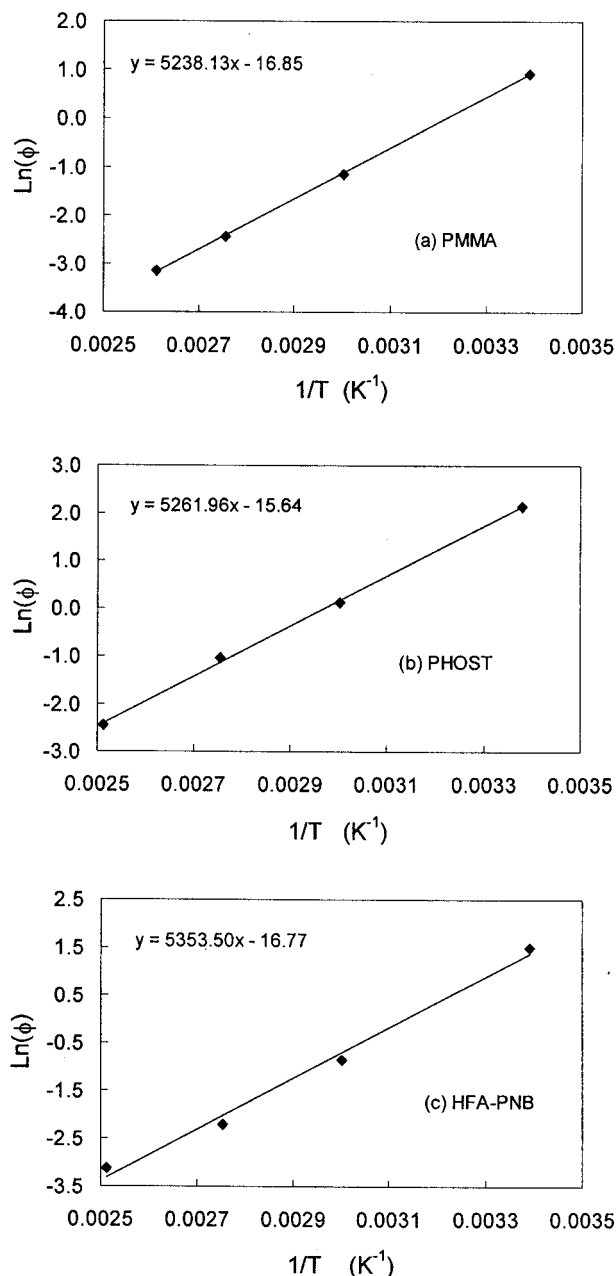 2.0
y = 5238.13x - 16.85
1.0
0.0
-1.0
-2.0
-3.0
-4.0
Ln(ϕ)
(a) PMMA
0.0025 0.0027 0.0029 0.0031 0.0033 0.0035
1/T (K⁻¹)
3.0
y = 5261.96x - 15.64
2.0
1.0
0.0
-1.0
-2.0
-3.0
Ln(ϕ)
(b) PHOST
0.0025 0.0027 0.0029 0.0031 0.0033 0.0035
1/T (K⁻¹)
2.5
y = 5353.50x - 16.77
1.5
0.5
-0.5
-1.5
-2.5
-3.5
Ln(ϕ)
(c) HFA-PNB
0.0025 0.0027 0.0029 0.0031 0.0033 0.0035
1/T (K⁻¹)